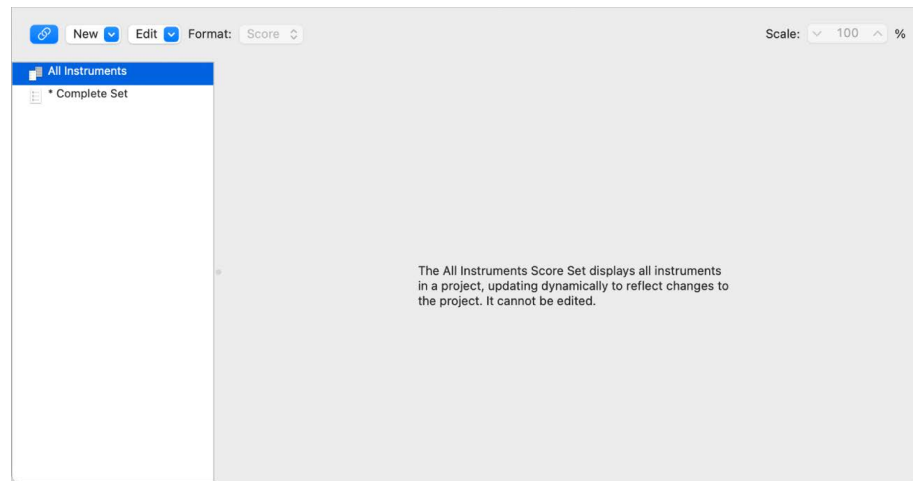 New Edit Format: Score Scale: 100 %
All Instruments
* Complete Set
The All Instruments Score Set displays all instruments
in a project, updating dynamically to reflect changes to
the project. It cannot be edited.